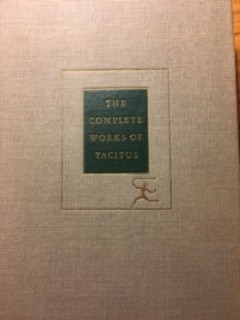 THE
COMPLETE
WORKS OF
TACITUS